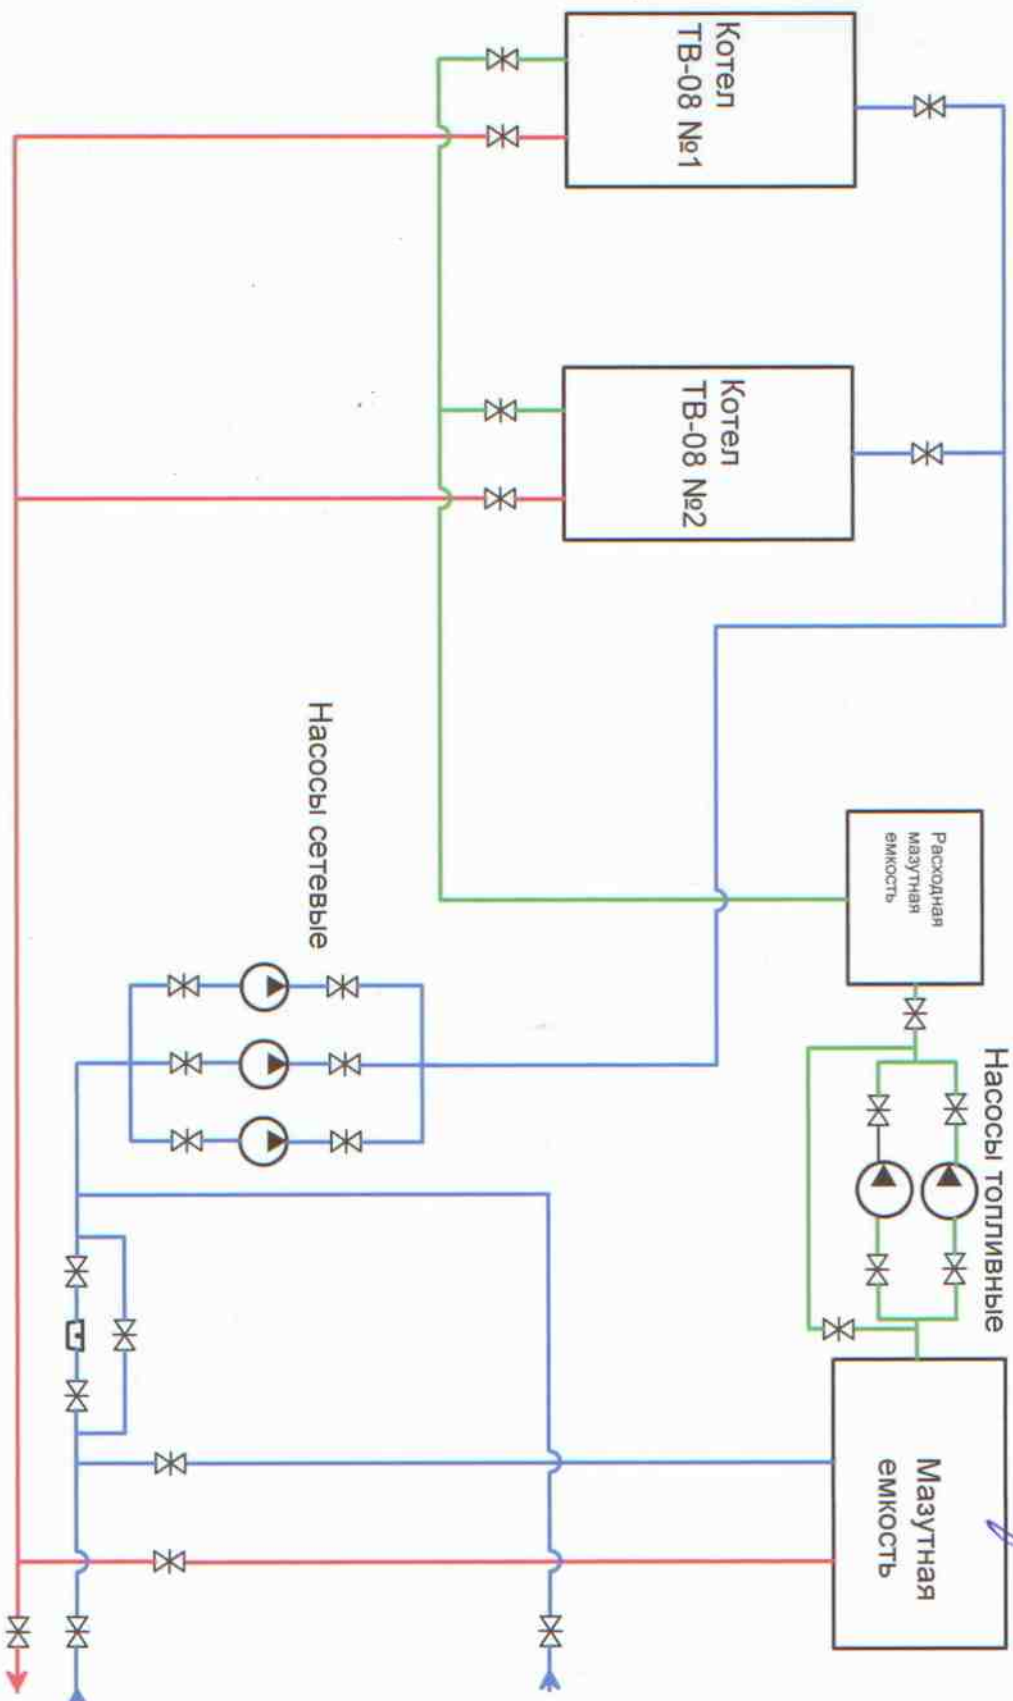 Котел
ТВ-08 №1
Котел
ТВ-08 №2
Насосы сетевые
Расходная
мазутная
емкость
Насосы топливные
Мазутная
емкость